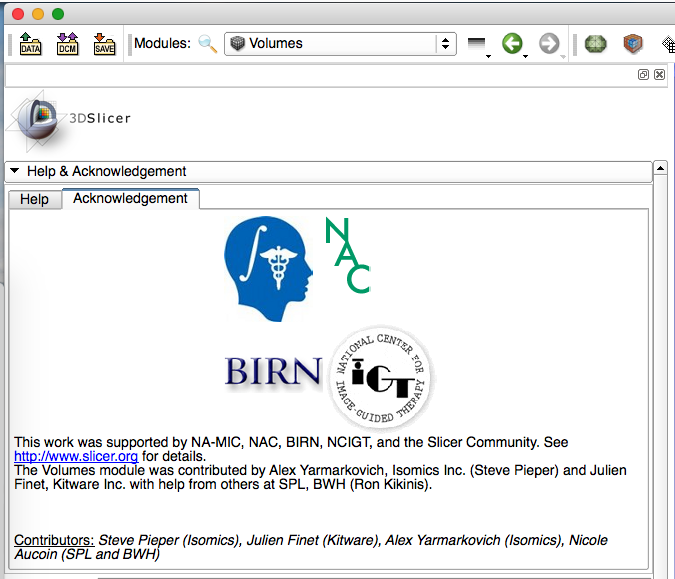 DATA DCM SAVE Modules: Volumes
3DSlicer
Help & Acknowledgement
Help Acknowledgement
NAC
BIRN
NATIONAL CENTER FOR
IGT
IMAGE-GUIDED THERAPY
This work was supported by NA-MIC, NAC, BIRN, NCIGT, and the Slicer Community. See
http://www.slicer.org for details.
The Volumes module was contributed by Alex Yarmarkovich, Isomics Inc. (Steve Pieper) and Julien
Finet, Kitware Inc. with help from others at SPL, BWH (Ron Kikinis).
Contributors: Steve Pieper (Isomics), Julien Finet (Kitware), Alex Yarmarkovich (Isomics), Nicole
Aucoin (SPL and BWH)